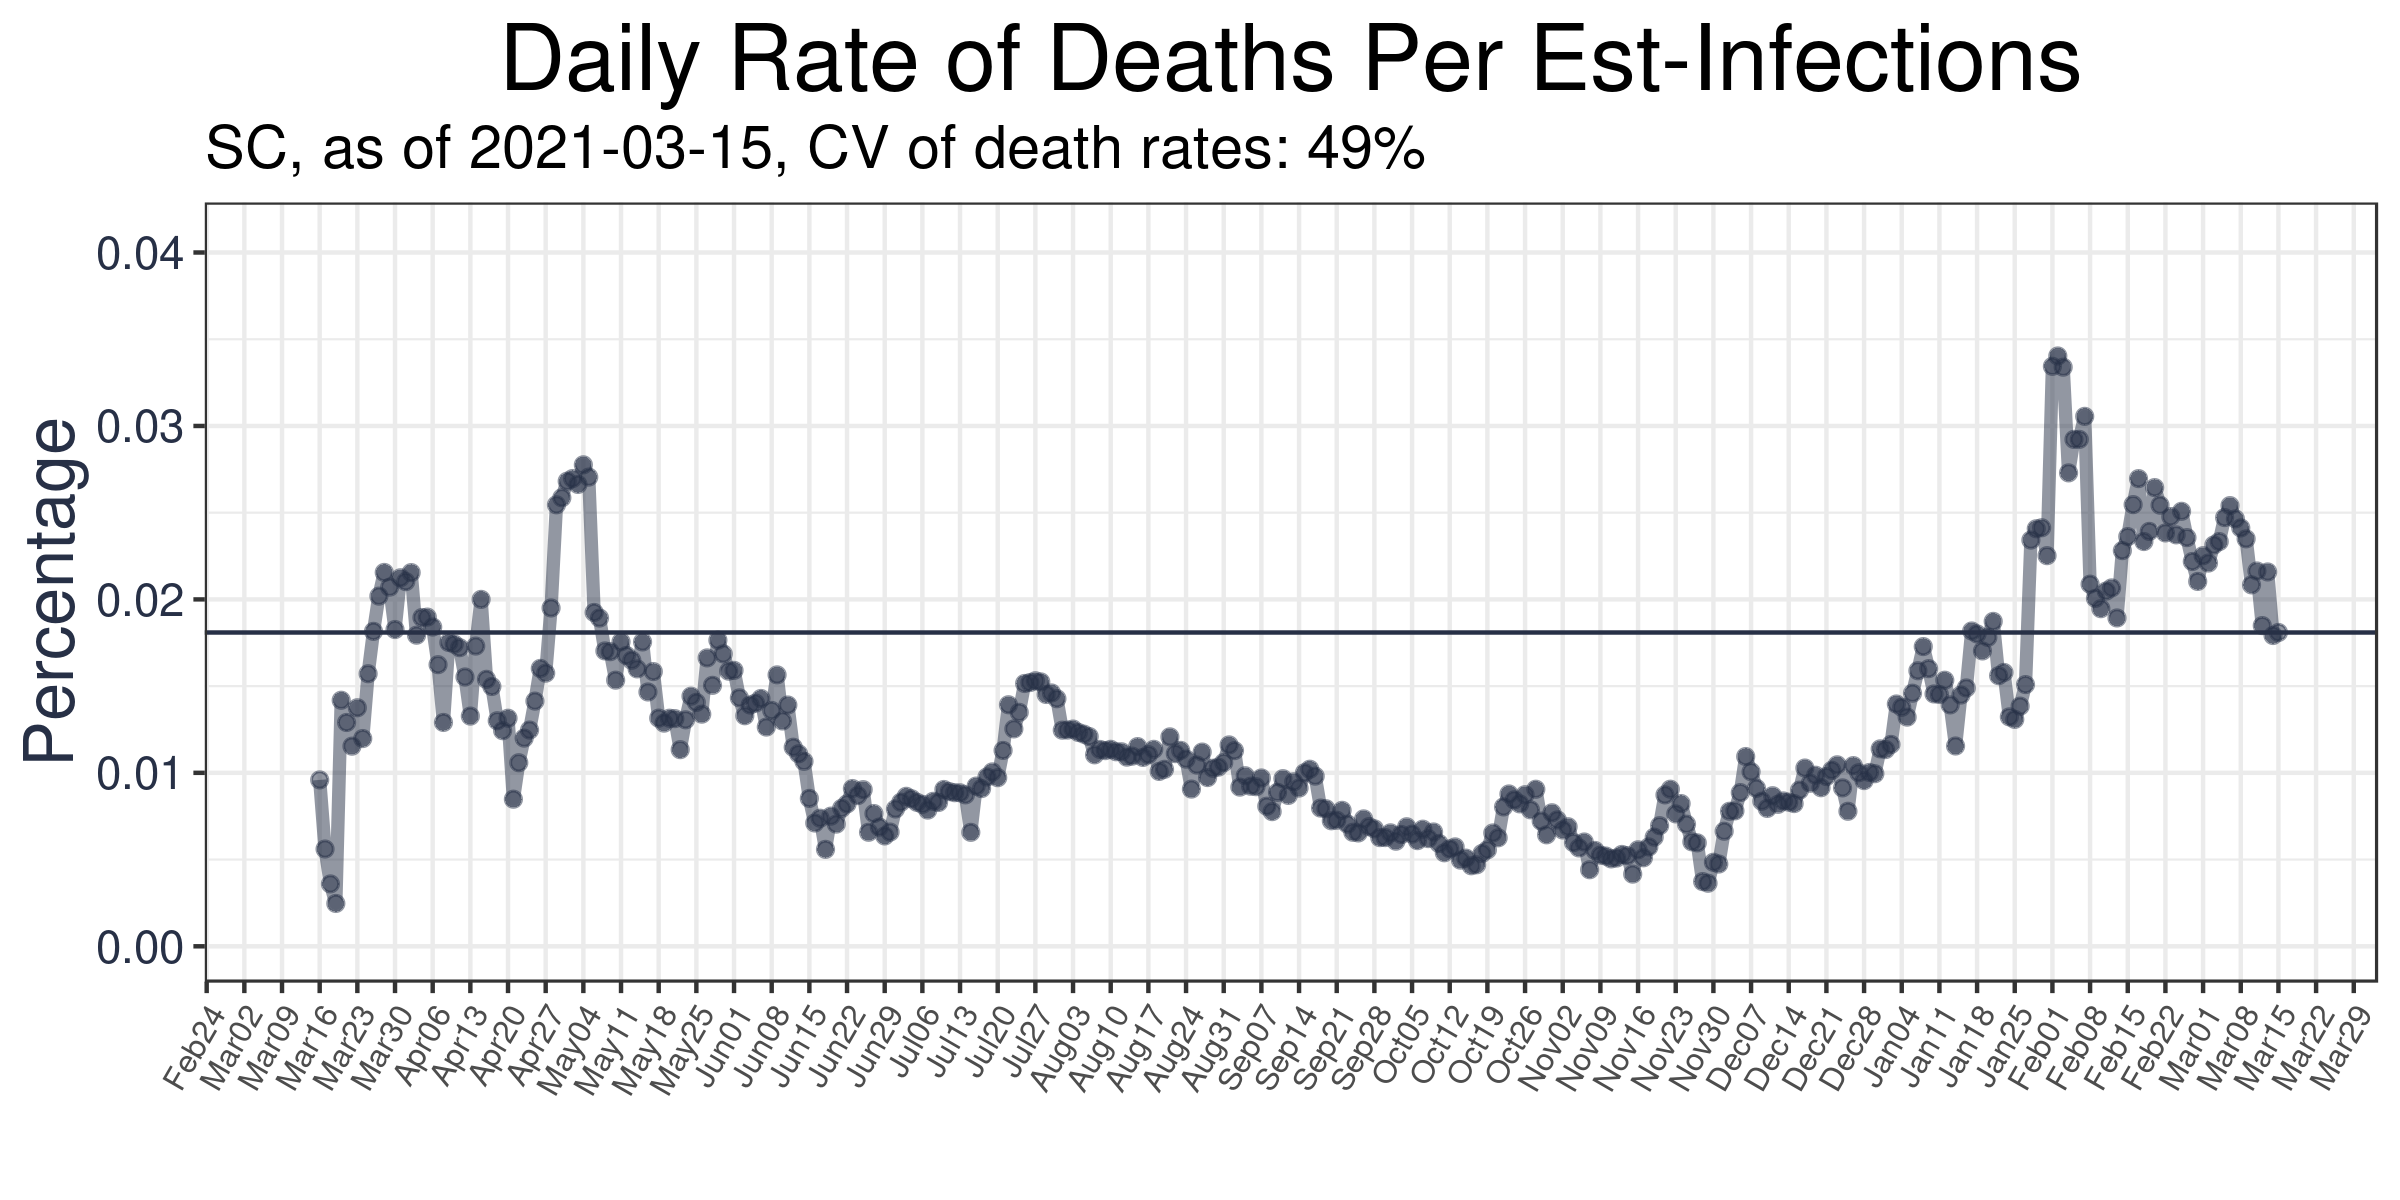 Daily Rate of Deaths Per Est-Infections
SC, as of 2021-03-15, CV of death rates: 49%
Percentage
0.04
0.03
0.02
0.01
0.00
Feb24
Mar02
Mar09
Mar16
Mar23
Mar30
Apr06
Apr13
Apr20
Apr27
May04
May11
May18
May25
Jun01
Jun08
Jun15
Jun22
Jun29
Jul06
Jul13
Jul20
Jul27
Aug03
Aug10
Aug17
Aug24
Aug31
Sep07
Sep14
Sep21
Sep28
Oct05
Oct12
Oct19
Oct26
Nov02
Nov09
Nov16
Nov23
Nov30
Dec07
Dec14
Dec21
Dec28
Jan04
Jan11
Jan18
Jan25
Feb01
Feb08
Feb15
Feb22
Mar01
Mar08
Mar15
Mar22
Mar29